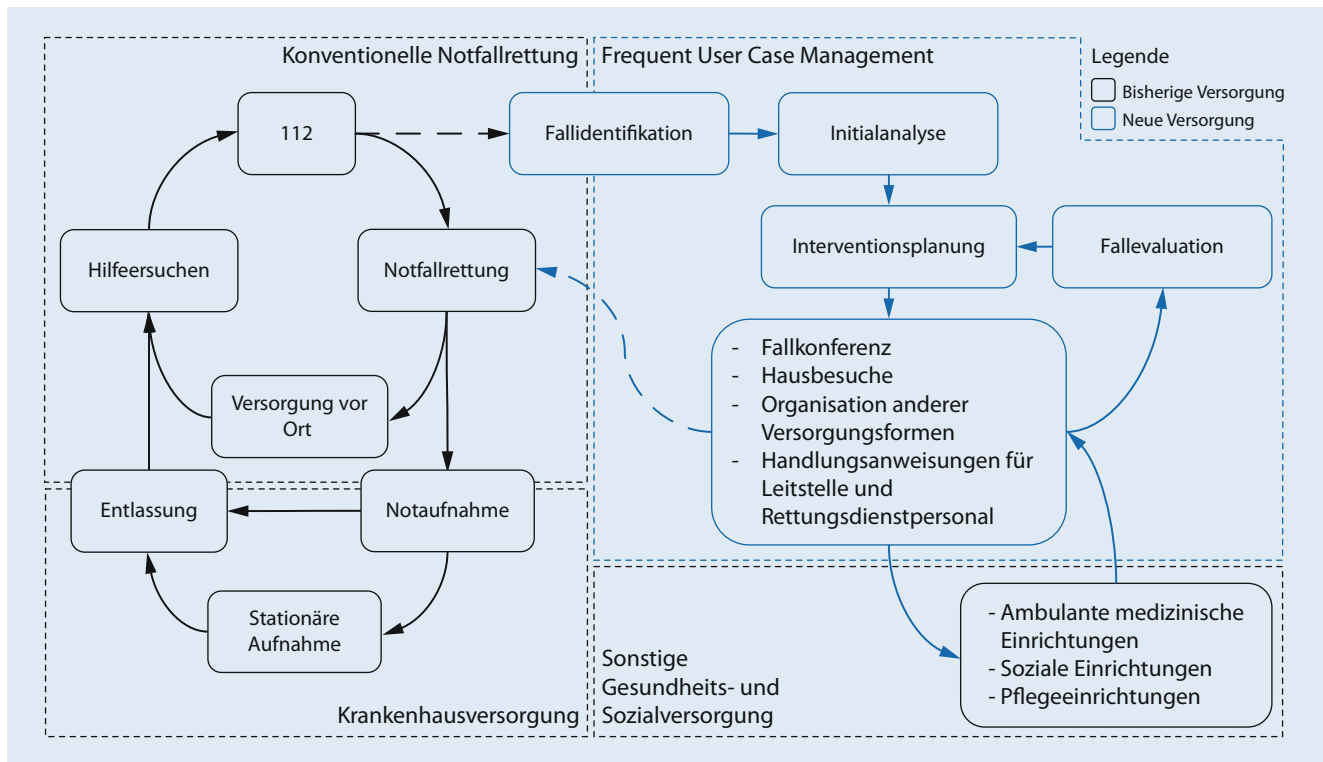 Konventionelle Notfallrettung
112
Hilfeersuchen
Notfallrettung
Versorgung vor
Ort
Entlassung
Notaufnahme
Stationäre
Aufnahme
Krankenhausversorgung
Frequent User Case Management
Fallidentifikation
Initialanalyse
Interventionsplanung
Fallevaluation
- Fallkonferenz
- Hausbesuche
- Organisation anderer
Versorgungsformen
- Handlungsanweisungen für
Leitstelle und
Rettungsdienstpersonal
Sonstige
Gesundheits- und
Sozialversorgung
- Ambulante medizinische
Einrichtungen
- Soziale Einrichtungen
- Pflegeeinrichtungen
Legende
Bisherige Versorgung
Neue Versorgung